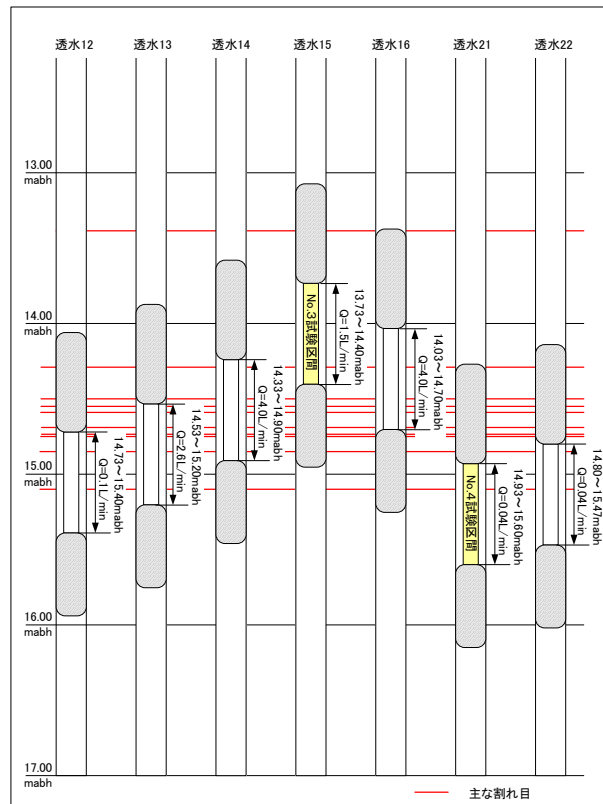 透水12 透水13 透水14 透水15 透水16 透水21 透水22
13.00
mabh
14.00
mabh
15.00
mabh
16.00
mabh
17.00
mabh
14.73～15.40mabh
Q=0.1L/min
14.53～15.20mabh
Q=2.6L/min
14.33～14.90mabh
Q=4.0L/min
No.3試験区間
13.73～14.40mabh
Q=1.5L/min
14.03～14.70mabh
Q=4.0L/min
No.4試験区間
14.93～15.60mabh
Q=0.04L/min
14.80～15.47mabh
Q=0.04L/min
主な割れ目